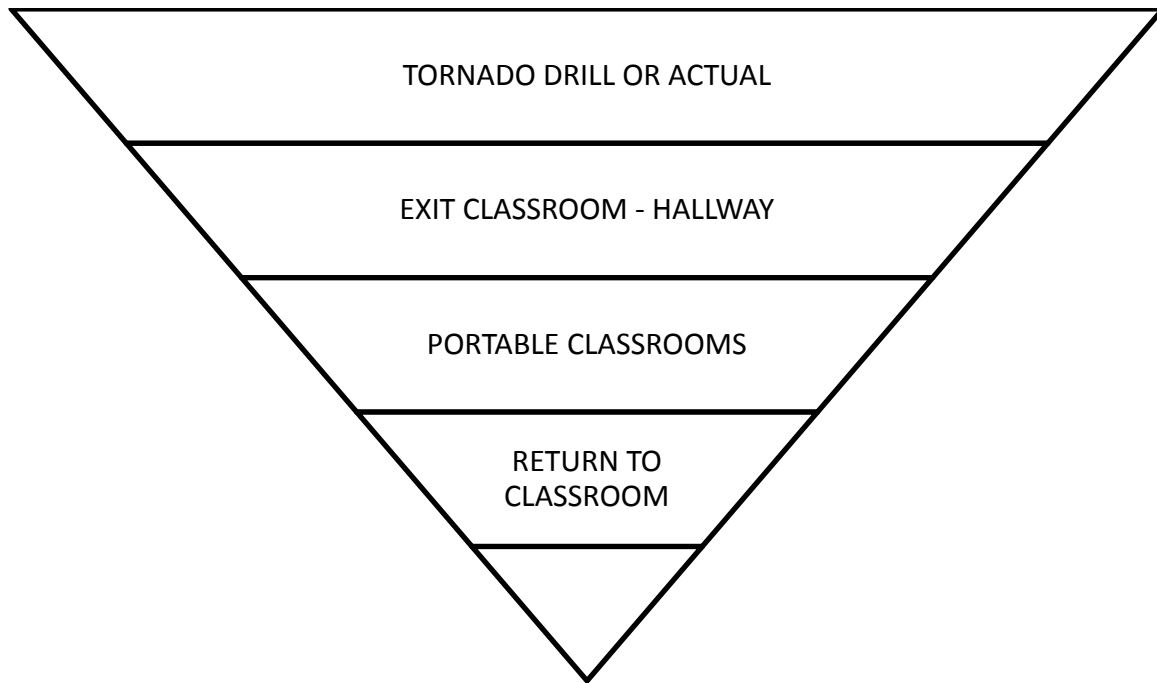 TORNADO DRILL OR ACTUAL
EXIT CLASSROOM - HALLWAY
PORTABLE CLASSROOMS
RETURN TO
CLASSROOM